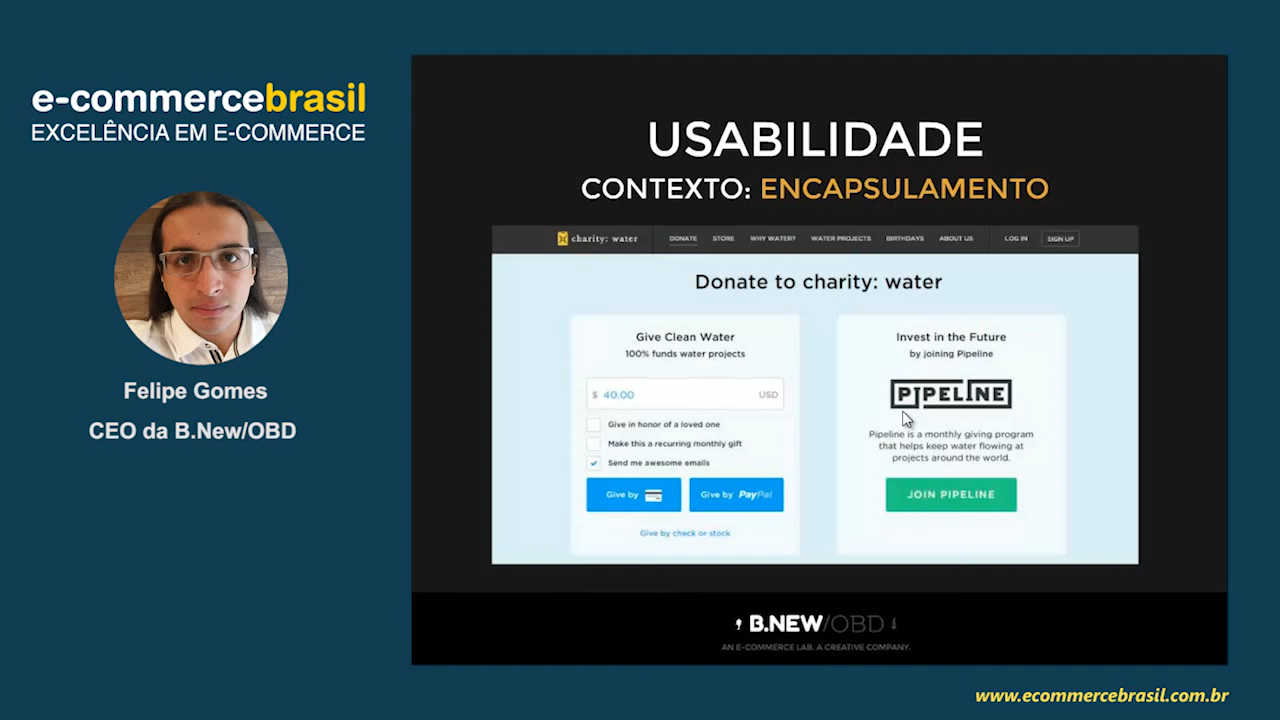 e-commercebrasil
EXCELÊNCIA EM E-COMMERCE
Felipe Gomes
CEO da B.New/OBD
USABILIDADE
CONTEXTO: ENCAPSULAMENTO
charity: water DONATE STORE WHY WATER? WATER PROJECTS BIRTHDAYS ABOUT US LOG IN SIGN UP
Donate to charity: water
Give Clean Water
100% funds water projects
$ 40.00 USD
Give in honor of a loved one
Make this a recurring monthly gift
Send me awesome emails
Give by Give by PayPal
Give by check or stock
Invest in the Future
by joining Pipeline
PIPELINE
Pipeline is a monthly giving program
that helps keep water flowing at
projects around the world.
JOIN PIPELINE
B.NEW/OBD
AN E-COMMERCE LAB. A CREATIVE COMPANY.
www.ecommercebrasil.com.br